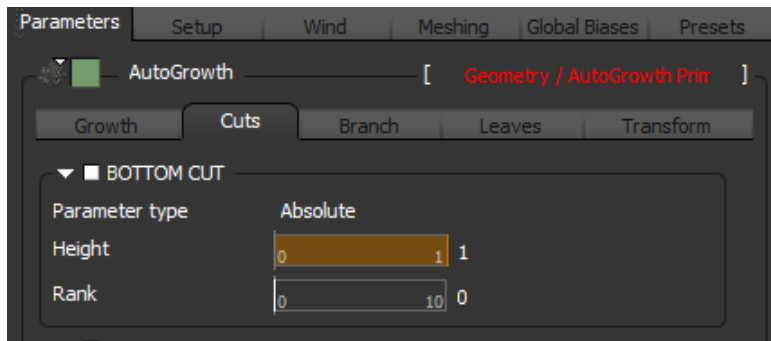 Parameters Setup Wind Meshing Global Biases Presets
AutoGrowth [ Geometry / AutoGrowth Prim ]
Growth Cuts Branch Leaves Transform
BOTTOM CUT
Parameter type Absolute
Height 0 1 1
Rank 0 10 0